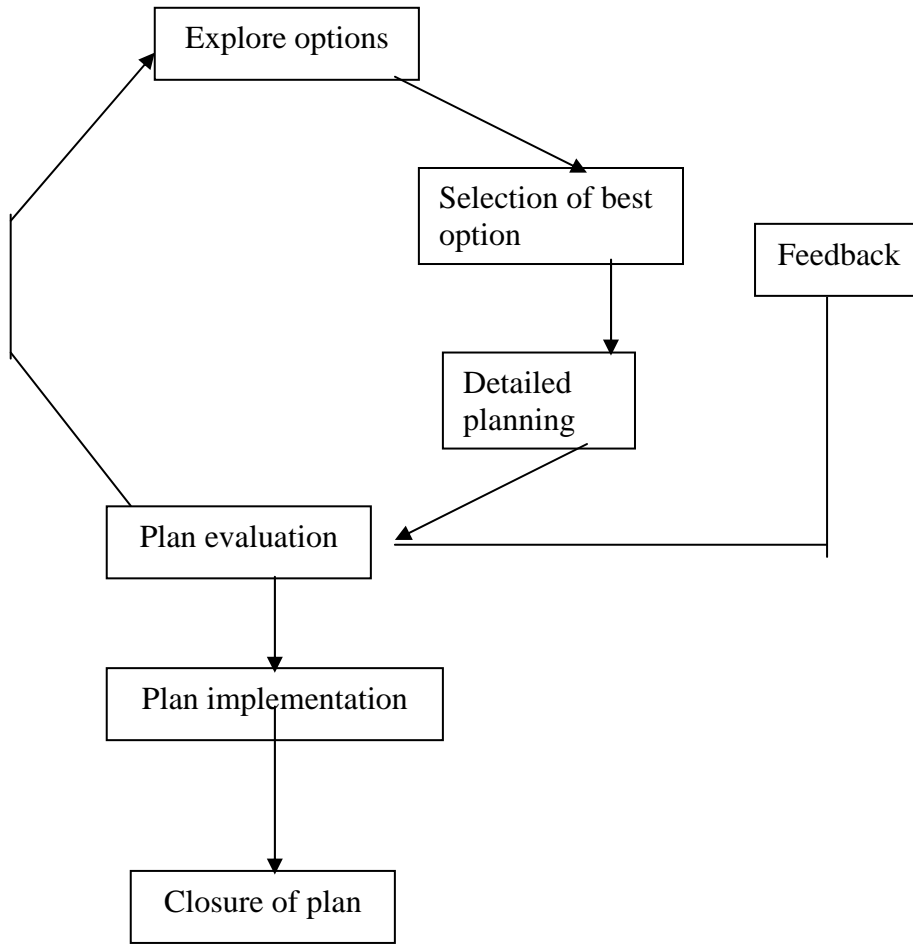 Explore options
Selection of best
option
Feedback
Detailed
planning
Plan evaluation
Plan implementation
Closure of plan